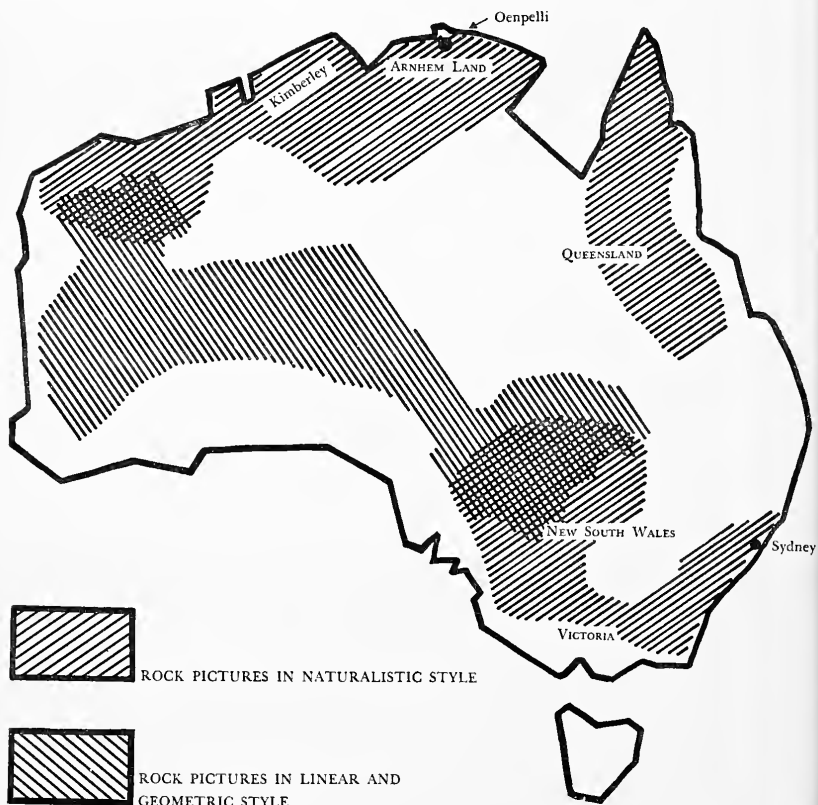 Oenpelli
ARNHEM LAND
Kimberley
QUEENSLAND
NEW SOUTH WALES
Sydney
VICTORIA
ROCK PICTURES IN NATURALISTIC STYLE
ROCK PICTURES IN LINEAR AND
GEOMETRIC STYLE